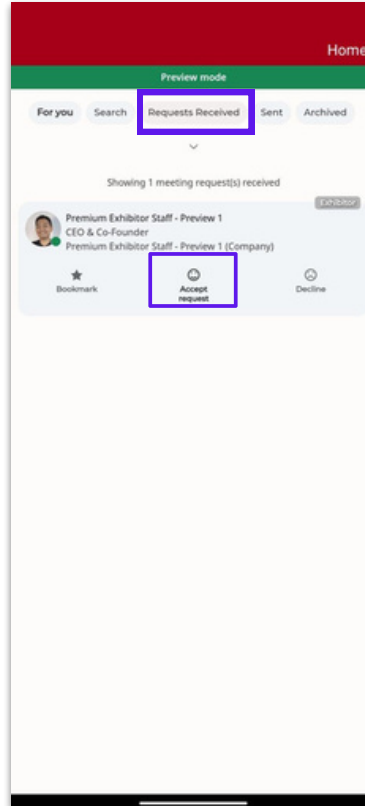 Home
Preview mode
For you Search Requests Received Sent Archived
Showing 1 meeting request(s) received
Exhibitor
Premium Exhibitor Staff - Preview 1
CEO & Co-Founder
Premium Exhibitor Staff - Preview 1 (Company)
Bookmark Accept request Decline